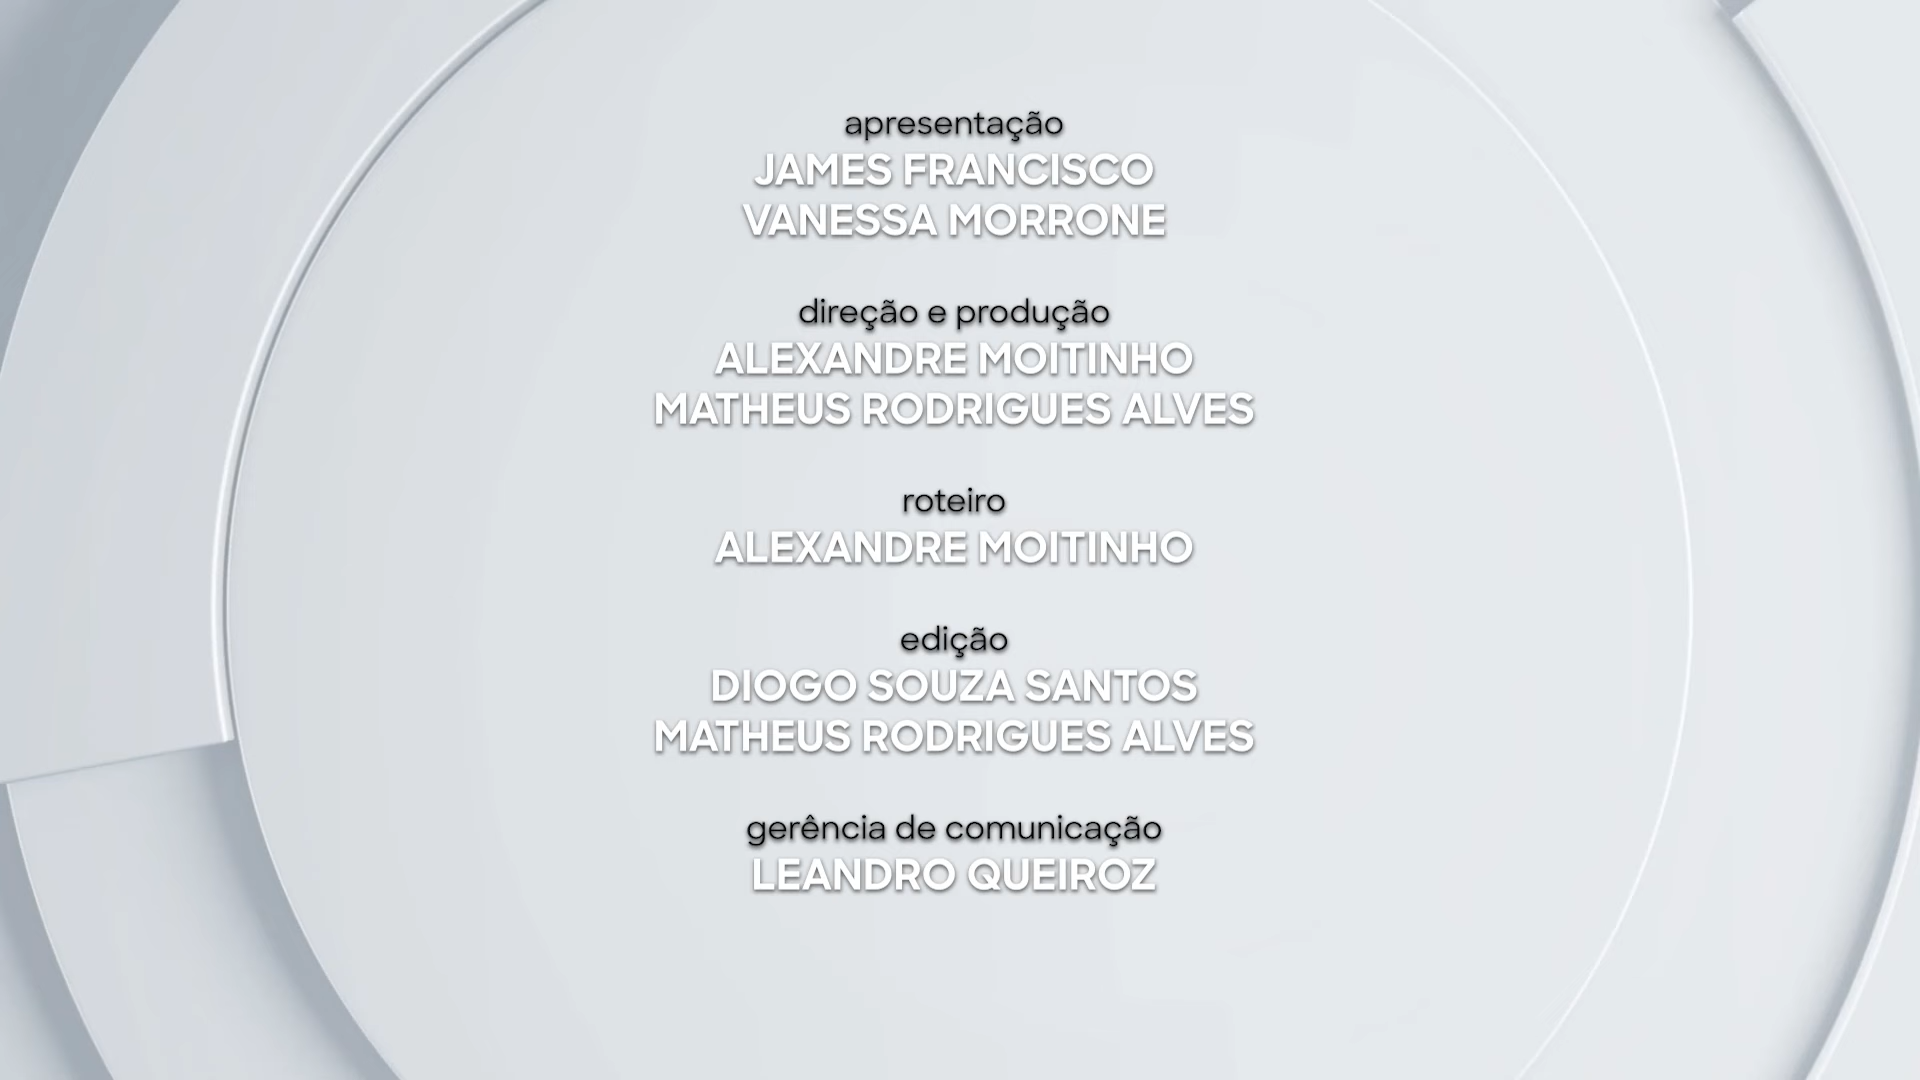 apresentação
JAMES FRANCISCO
VANESSA MORRONE
direção e produção
ALEXANDRE MOITINHO
MATHEUS RODRIGUES ALVES
roteiro
ALEXANDRE MOITINHO
edição
DIOGO SOUZA SANTOS
MATHEUS RODRIGUES ALVES
gerência de comunicação
LEANDRO QUEIROZ